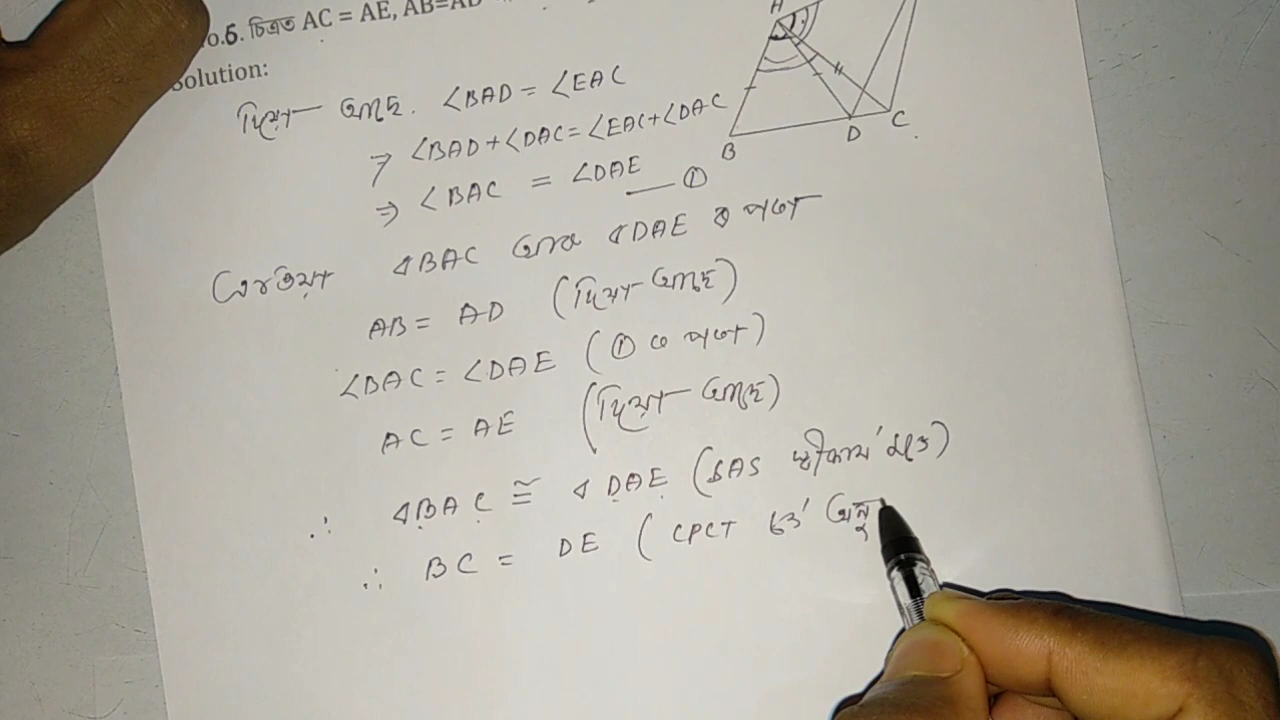 No.6. চিত্ৰত AC = AE, AB=AD
Solution:
দিয়া আছে. ∠BAD = ∠EAC
⇒ ∠BAD+∠DAC = ∠EAC+∠DAC
⇒ ∠BAC = ∠DAE —— ①
এতিয়া △BAC আৰু △DAE ৰ পৰা
AB = AD (দিয়া আছে)
∠BAC = ∠DAE (① ৰ পৰা)
AC = AE (দিয়া আছে)
∴ △BAC ≅ △DAE (SAS স্বীকাৰ্য মতে)
∴ BC = DE (CPCT ৰ
A
B
D
C